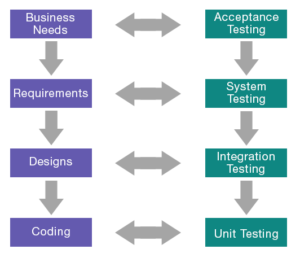 Business
Needs
Acceptance
Testing
Requirements
System
Testing
Designs
Integration
Testing
Coding
Unit Testing